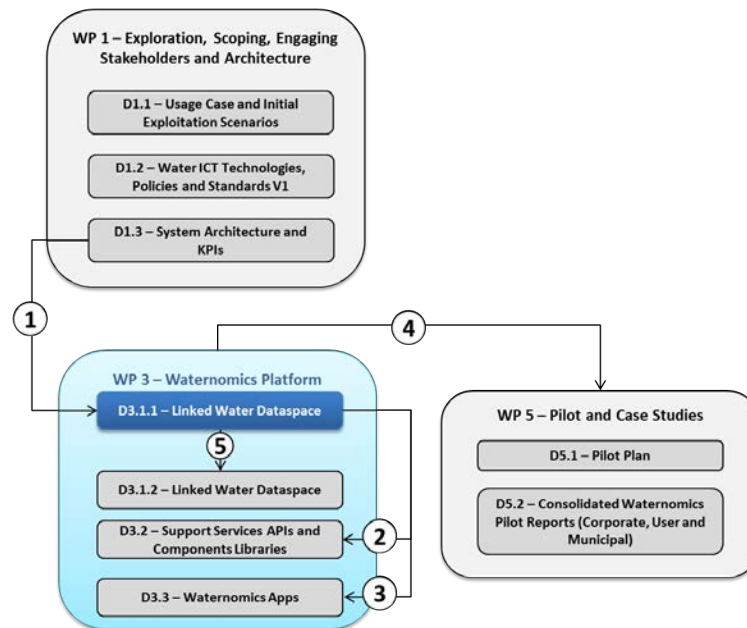 WP 1 – Exploration, Scoping, Engaging
Stakeholders and Architecture
D1.1 – Usage Case and Initial
Exploitation Scenarios
D1.2 – Water ICT Technologies,
Policies and Standards V1
D1.3 – System Architecture and
KPIs
1
4
WP 3 – Waternomics Platform
D3.1.1 – Linked Water Dataspace
5
D3.1.2 – Linked Water Dataspace
D3.2 – Support Services APIs and
Components Libraries
2
D3.3 – Waternomics Apps
3
WP 5 – Pilot and Case Studies
D5.1 – Pilot Plan
D5.2 – Consolidated Waternomics
Pilot Reports (Corporate, User and
Municipal)